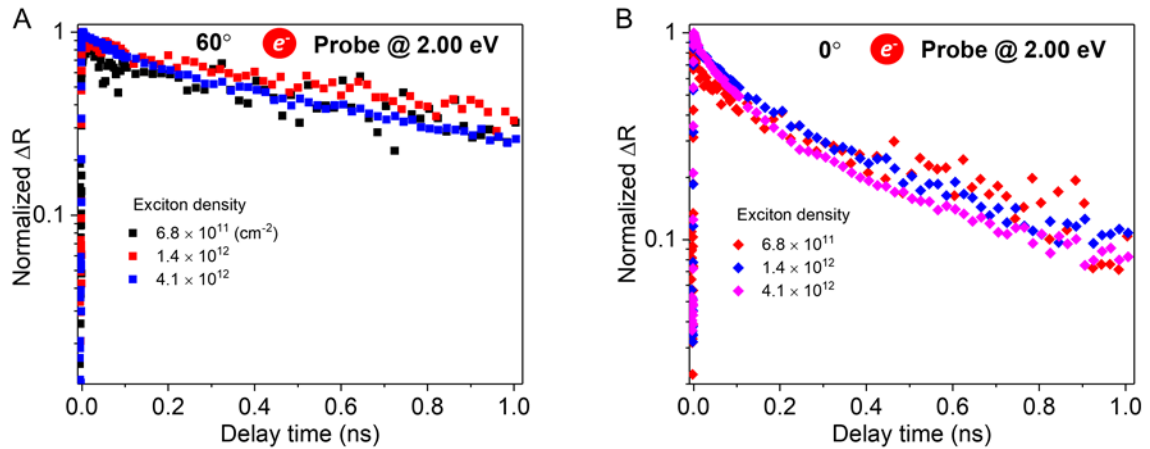 A
60° e⁻ Probe @ 2.00 eV
Normalized ΔR
1
0.1
Exciton density
6.8 × 10¹¹ (cm⁻²)
1.4 × 10¹²
4.1 × 10¹²
0.0 0.2 0.4 0.6 0.8 1.0
Delay time (ns)
B
0° e⁻ Probe @ 2.00 eV
Normalized ΔR
1
0.1
Exciton density
6.8 × 10¹¹
1.4 × 10¹²
4.1 × 10¹²
0.0 0.2 0.4 0.6 0.8 1.0
Delay time (ns)